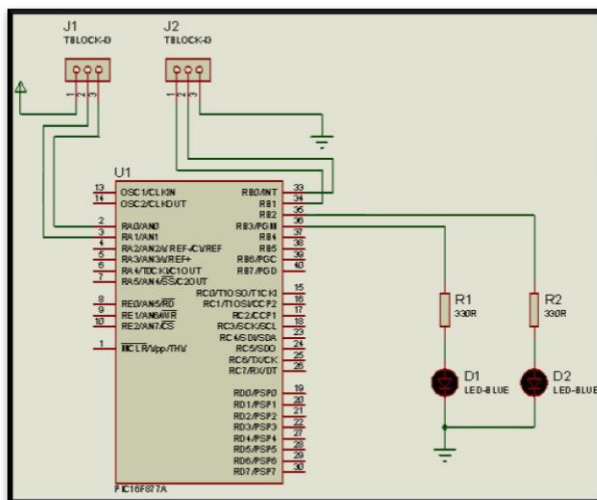 J1
TBLOCK-I3
J2
TBLOCK-I3
1
2
3
1
2
3
U1
13
OSC1/CLKIN
14
OSC2/CLKOUT
2
RA0/AN0
3
RA1/AN1
4
RA2/AN2/VREF-/CVREF
5
RA3/AN3/VREF+
6
RA4/T0CKI/C1OUT
7
RA5/AN4/SS/C2OUT
8
RE0/AN5/RD
9
RE1/AN6/WR
10
RE2/AN7/CS
1
MCLR/Vpp/THV
RB0/INT
33
RB1
34
RB2
35
RB3/PGM
36
RB4
37
RB5
38
RB6/PGC
39
RB7/PGD
40
RC0/T1OSO/T1CKI
15
RC1/T1OSI/CCP2
16
RC2/CCP1
17
RC3/SCK/SCL
18
RC4/SDI/SDA
23
RC5/SDO
24
RC6/TX/CK
25
RC7/RX/DT
26
RD0/PSP0
19
RD1/PSP1
20
RD2/PSP2
21
RD3/PSP3
22
RD4/PSP4
27
RD5/PSP5
28
RD6/PSP6
29
RD7/PSP7
30
PIC16F877A
R1
330R
R2
330R
D1
LED-BLUE
D2
LED-BLUE